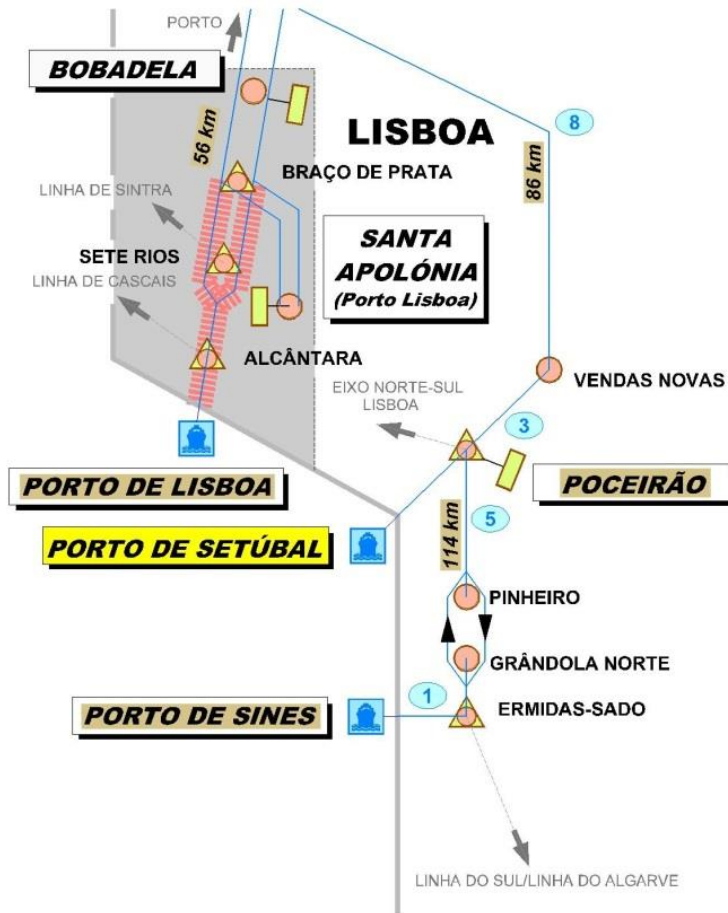 PORTO
BOBADELA
8
LISBOA
56 km
BRAÇO DE PRATA
86 km
LINHA DE SINTRA
SANTA
APOLÓNIA
(Porto Lisboa)
SETE RIOS
LINHA DE CASCAIS
ALCÂNTARA
VENDAS NOVAS
EIXO NORTE-SUL
LISBOA
3
PORTO DE LISBOA
POCEIRÃO
5
114 km
PORTO DE SETÚBAL
PINHEIRO
GRÂNDOLA NORTE
1
PORTO DE SINES
ERMIDAS-SADO
LINHA DO SUL/LINHA DO ALGARVE